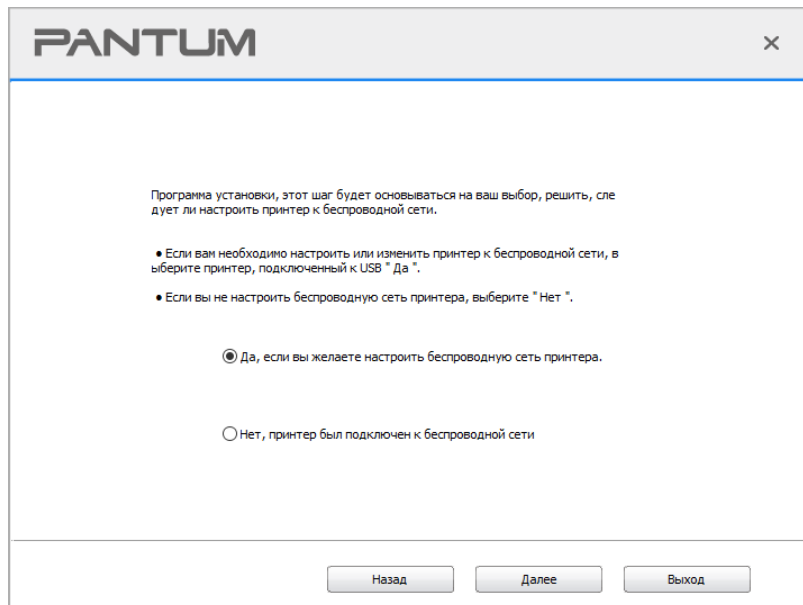 PANTUM
Программа установки, этот шаг будет основываться на ваш выбор, решить, сле
дует ли настроить принтер к беспроводной сети.
● Если вам необходимо настроить или изменить принтер к беспроводной сети, в
ыберите принтер, подключенный к USB " Да ".
● Если вы не настроить беспроводную сеть принтера, выберите " Нет ".
Да, если вы желаете настроить беспроводную сеть принтера.
Нет, принтер был подключен к беспроводной сети
Назад Далее Выход